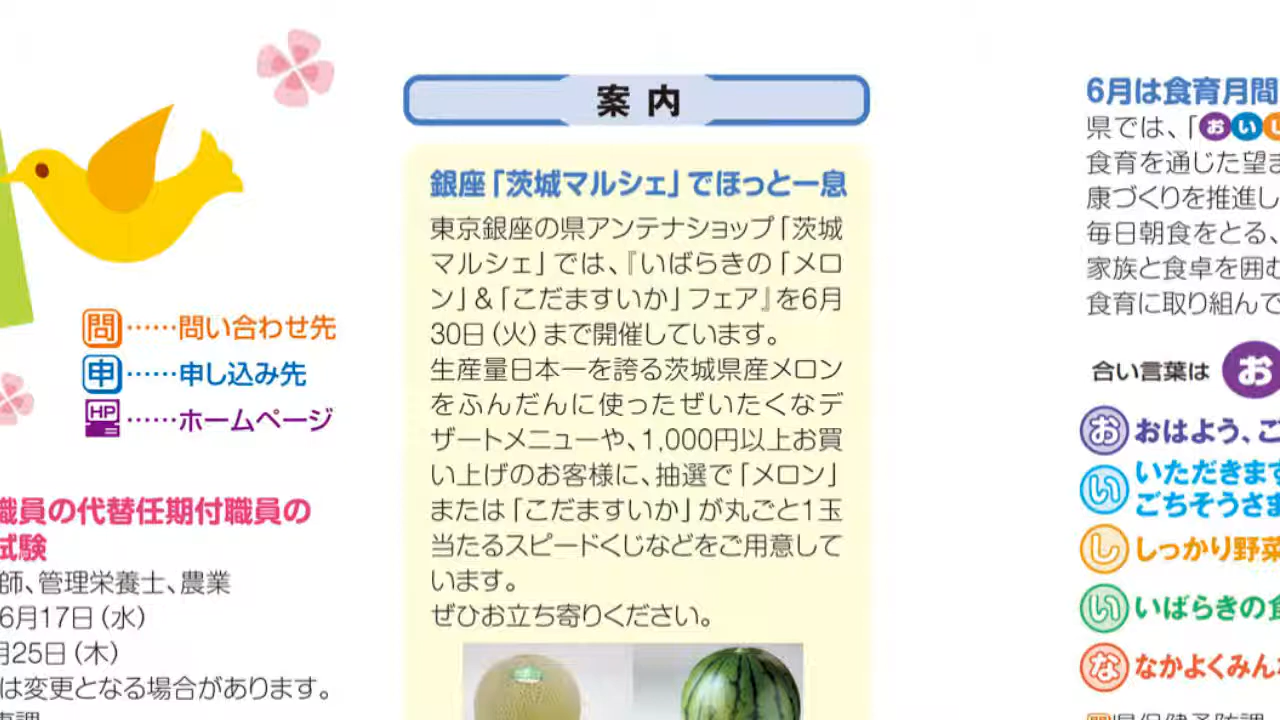 問……問い合わせ先
申……申し込み先
HP……ホームページ
職員の代替任期付職員の
試験
師、管理栄養士、農業
6月17日（水）
月25日（木）
は変更となる場合があります。
案内
銀座「茨城マルシェ」でほっと一息
東京銀座の県アンテナショップ「茨城
マルシェ」では、『いばらきの「メロ
ン」&「こだますいか」フェア』を6月
30日（火）まで開催しています。
生産量日本一を誇る茨城県産メロン
をふんだんに使ったぜいたくなデ
ザートメニューや、1,000円以上お買
い上げのお客様に、抽選で「メロン」
または「こだますいか」が丸ごと1玉
当たるスピードくじなどをご用意して
います。
ぜひお立ち寄りください。
6月は食育月間
県では、「おいし
食育を通じた望ま
康づくりを推進し
毎日朝食をとる、
家族と食卓を囲む
食育に取り組んで
合い言葉は お
お おはよう、ご
い いただきます
ごちそうさま
し しっかり野菜
い いばらきの食
な なかよくみんな